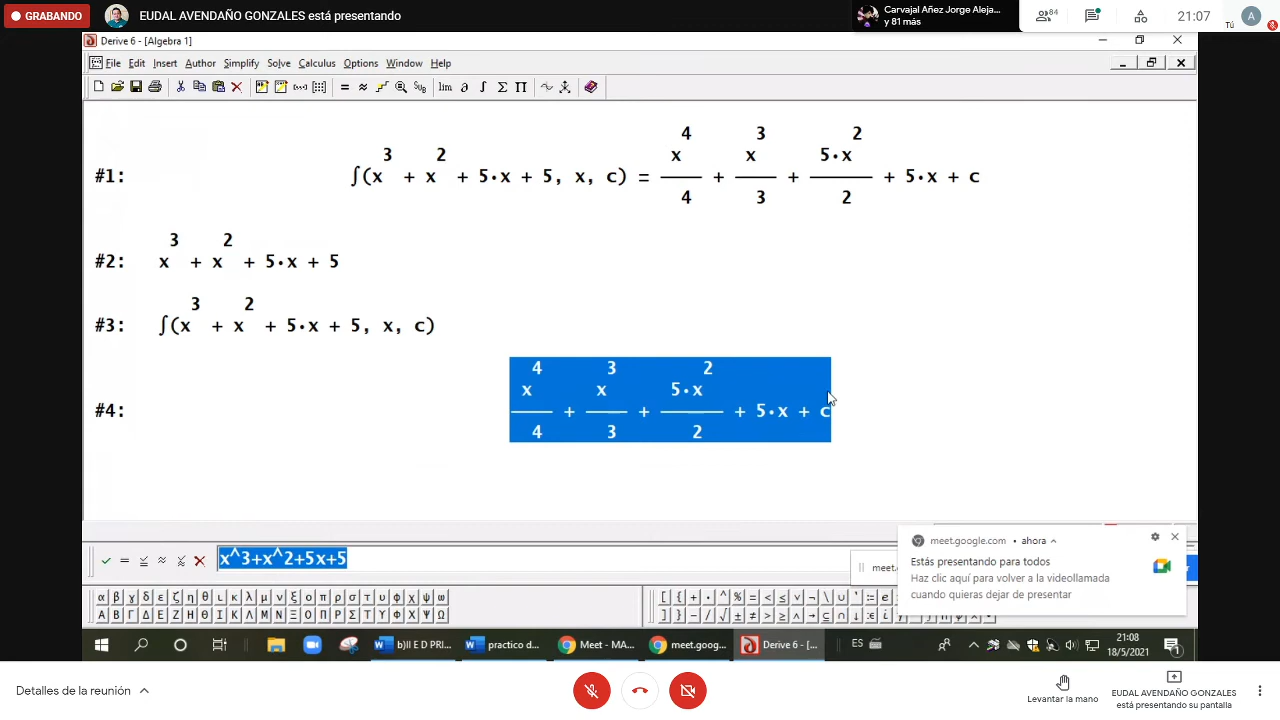 GRABANDO
EUDAL AVENDAÑO GONZALES está presentando
Carvajal Añez Jorge Aleja...
y 81 más
84
21:07
Tú
A
Derive 6 - [Algebra 1]
File Edit Insert Author Simplify Solve Calculus Options Window Help
lim ∂ ∫ Σ Π
#1: ∫(x^3 + x^2 + 5·x + 5, x, c) = x^4/4 + x^3/3 + 5·x^2/2 + 5·x + c
#2: x^3 + x^2 + 5·x + 5
#3: ∫(x^3 + x^2 + 5·x + 5, x, c)
#4: x^4/4 + x^3/3 + 5·x^2/2 + 5·x + c
x^3+x^2+5x+5
meet.
meet.google.com • ahora
Estás presentando para todos
Haz clic aquí para volver a la videollamada
cuando quieras dejar de presentar
α β γ δ ε ζ η θ ι κ λ μ ν ξ ο π ρ σ τ υ φ χ ψ ω
Α Β Γ Δ Ε Ζ Η Θ Ι Κ Λ Μ Ν Ξ Ο Π Ρ Σ Τ Υ Φ Χ Ψ Ω
b)II E D PRI...
practico d...
Meet - MA...
meet.goog...
Derive 6 - [...
ES
21:08
18/5/2021
1
Detalles de la reunión
Levantar la mano
EUDAL AVENDAÑO GONZALES
está presentando su pantalla